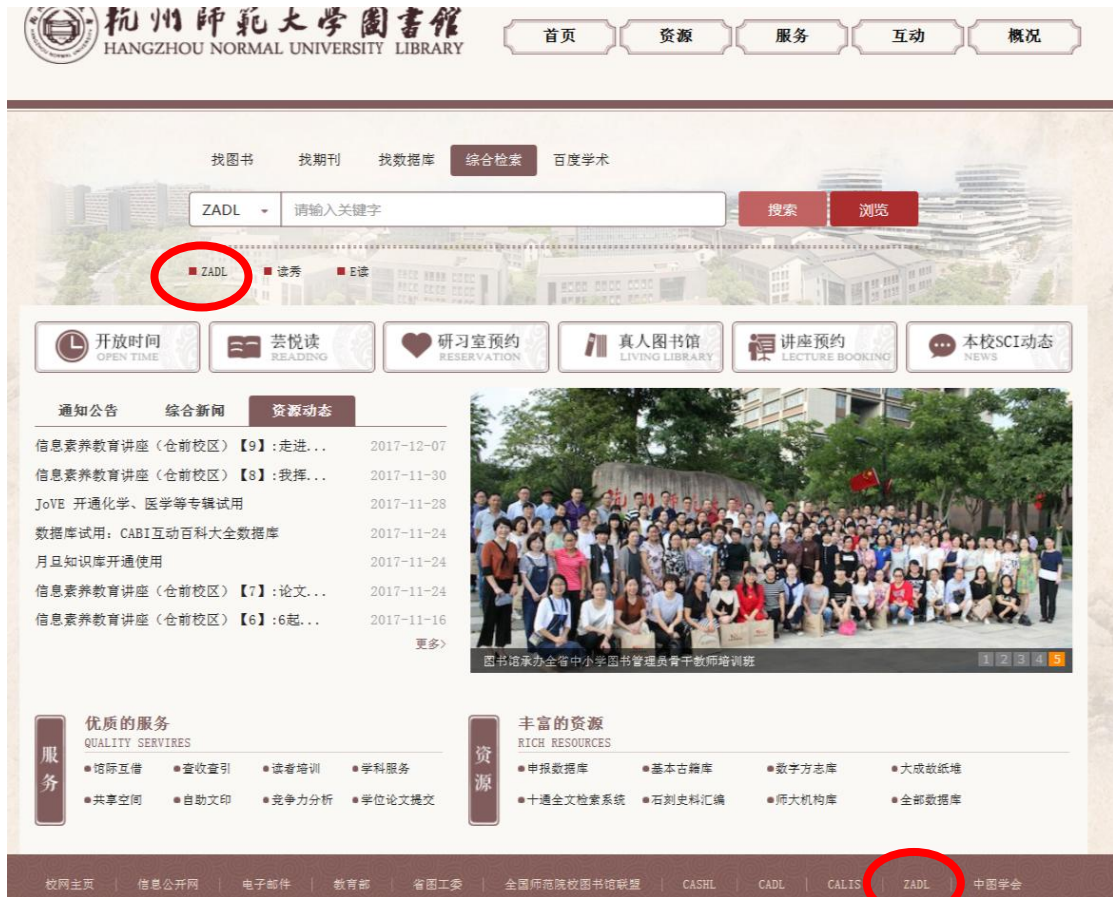 杭州師範大学圖書館
HANGZHOU NORMAL UNIVERSITY LIBRARY
首页 资源 服务 互动 概况
找图书 找期刊 找数据库 综合检索 百度学术
ZADL 请输入关键字 搜索 浏览
ZADL 读秀 E读
开放时间 芸悦读 研习室预约 真人图书馆 讲座预约 本校SCI动态
OPEN TIME READING RESERVATION LIVING LIBRARY LECTURE BOOKING NEWS
通知公告 综合新闻 资源动态
信息素养教育讲座（仓前校区）【9】:走进... 2017-12-07
信息素养教育讲座（仓前校区）【8】:我挥... 2017-11-30
JoVE 开通化学、医学等专辑试用 2017-11-28
数据库试用：CABI互动百科大全数据库 2017-11-24
月旦知识库开通使用 2017-11-24
信息素养教育讲座（仓前校区）【7】:论文... 2017-11-24
信息素养教育讲座（仓前校区）【6】:6起... 2017-11-16
更多>
图书馆承办全省中小学图书管理员骨干教师培训班
1 2 3 4 5
服务
优质的服务
QUALITY SERVIRES
●馆际互借 ●查收查引 ●读者培训 ●学科服务
●共享空间 ●自助文印 ●竞争力分析 ●学位论文提交
资源
丰富的资源
RICH RESOURCES
●申报数据库 ●基本古籍库 ●数字方志库 ●大成故纸堆
●十通全文检索系统 ●石刻史料汇编 ●师大机构库 ●全部数据库
校网主页 | 信息公开网 | 电子邮件 | 教育部 | 省图工委 | 全国师范院校图书馆联盟 | CASHL | CADL | CALIS | ZADL | 中图学会